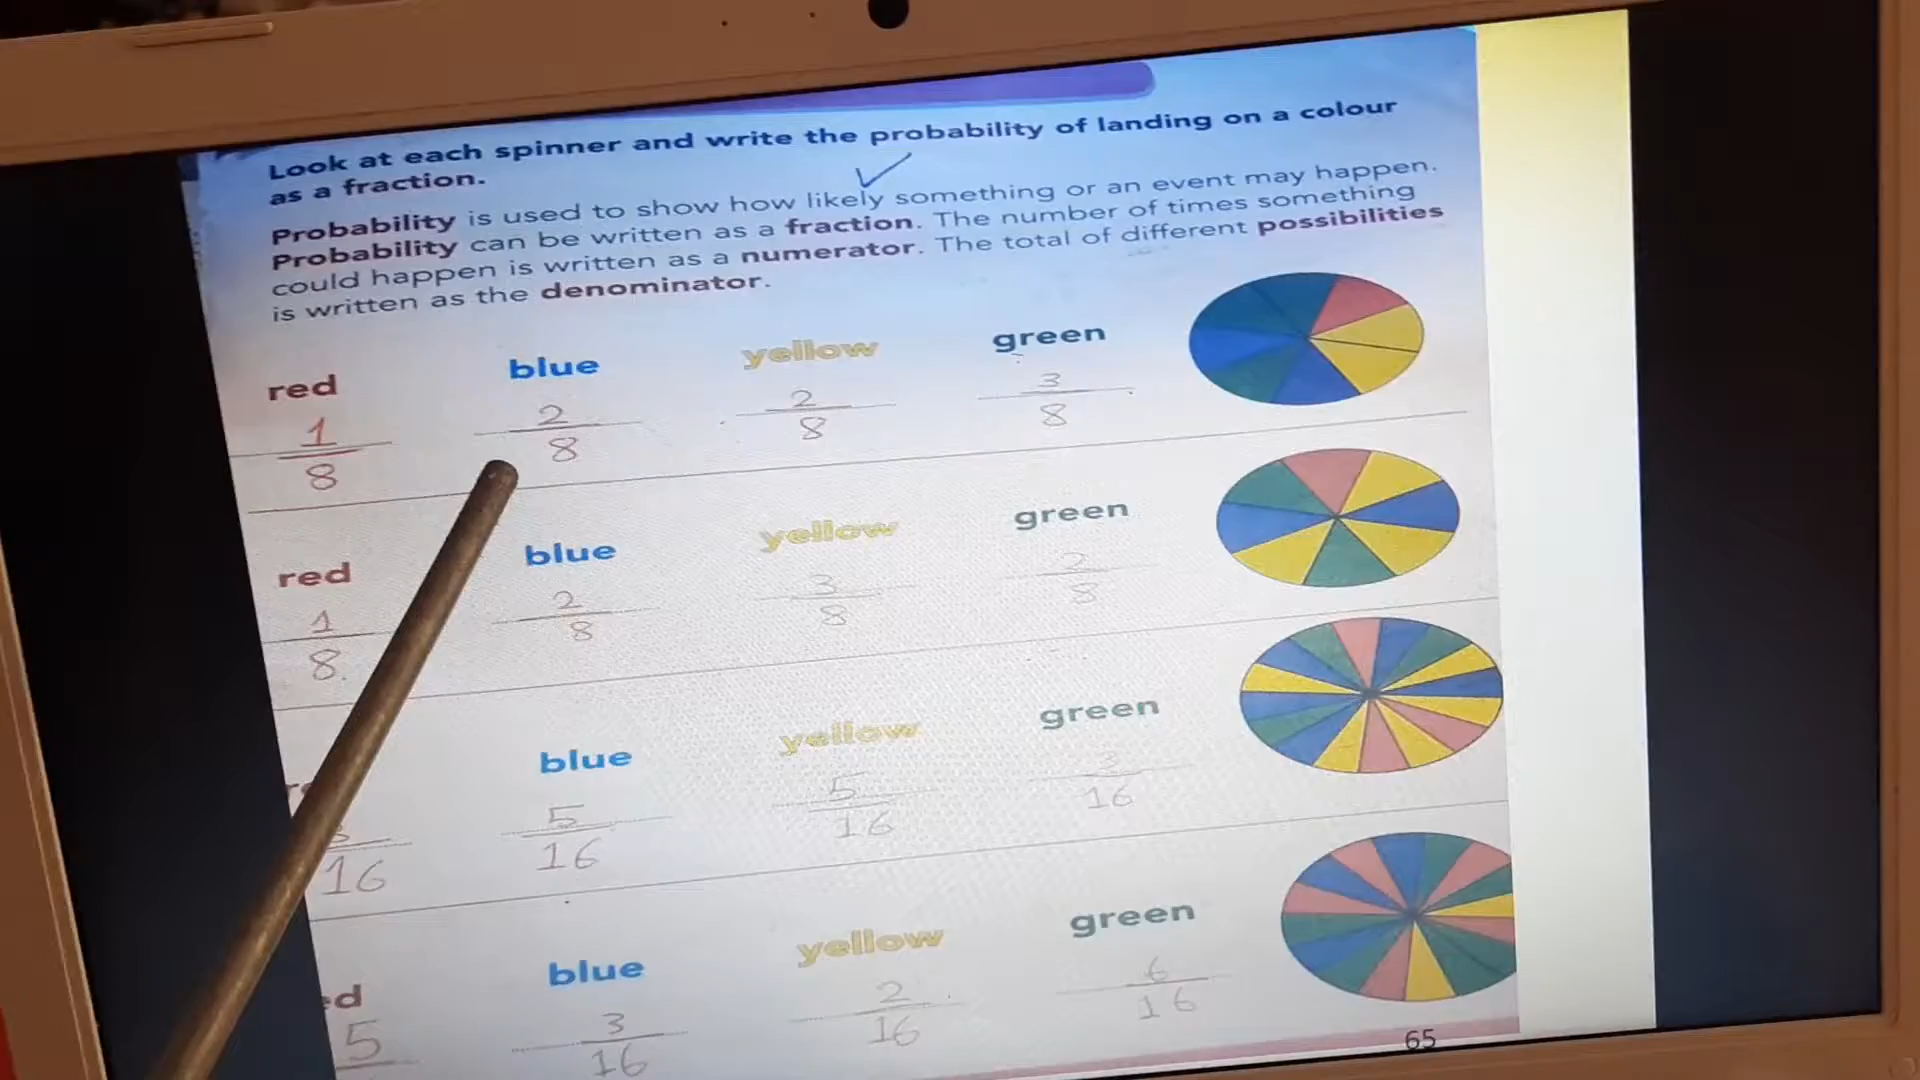 Look at each spinner and write the probability of landing on a colour
as a fraction.
Probability is used to show how likely something or an event may happen.
Probability can be written as a fraction. The number of times something
could happen is written as a numerator. The total of different possibilities
is written as the denominator.
red blue yellow green
1/8 2/8 2/8 3/8
red blue yellow green
1/8 2/8 3/8 2/8
blue yellow green
3/16 5/16 5/16 3/16
ed blue yellow green
5 3/16 2/16 6/16
65